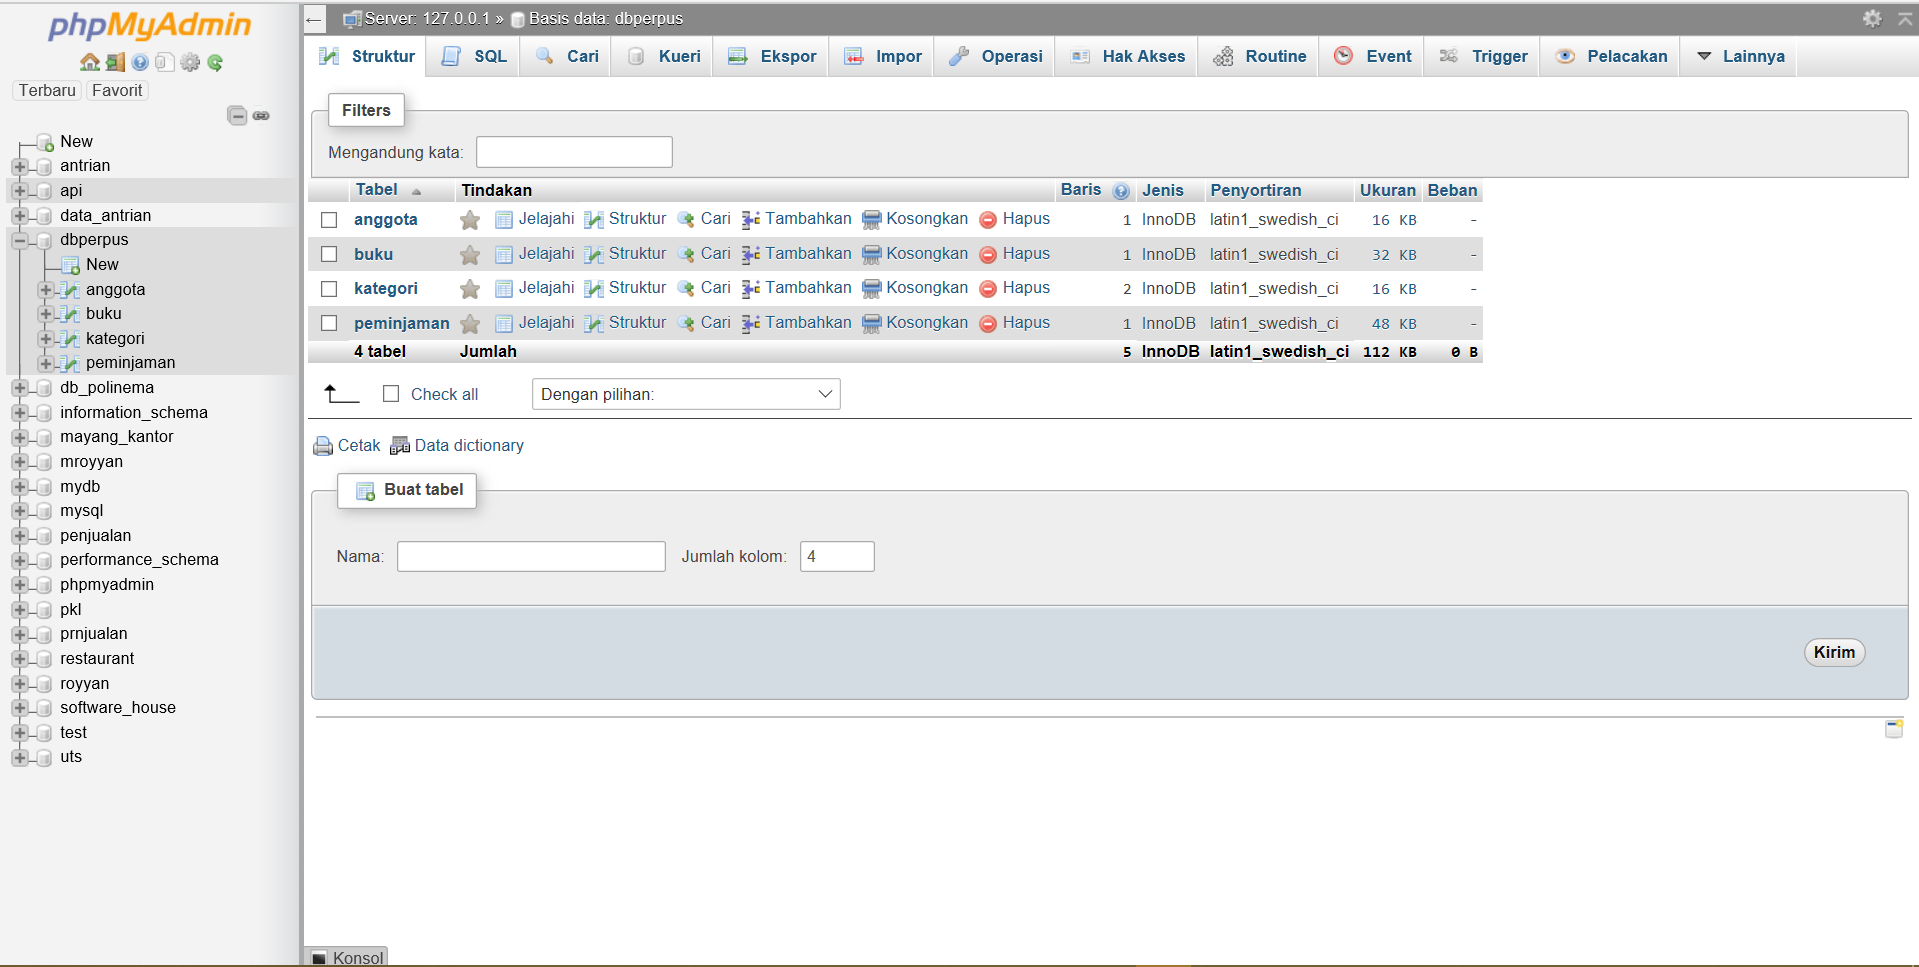 phpMyAdmin
Terbaru Favorit
New
antrian
api
data_antrian
dbperpus
New
anggota
buku
kategori
peminjaman
db_polinema
information_schema
mayang_kantor
mroyyan
mydb
mysql
penjualan
performance_schema
phpmyadmin
pkl
prnjualan
restaurant
royyan
software_house
test
uts
Server: 127.0.0.1 » Basis data: dbperpus
Struktur SQL Cari Kueri Ekspor Impor Operasi Hak Akses Routine Event Trigger Pelacakan Lainnya
Filters
Mengandung kata:
Tabel Tindakan Baris Jenis Penyortiran Ukuran Beban
anggota Jelajahi Struktur Cari Tambahkan Kosongkan Hapus 1 InnoDB latin1_swedish_ci 16 KB -
buku Jelajahi Struktur Cari Tambahkan Kosongkan Hapus 1 InnoDB latin1_swedish_ci 32 KB -
kategori Jelajahi Struktur Cari Tambahkan Kosongkan Hapus 2 InnoDB latin1_swedish_ci 16 KB -
peminjaman Jelajahi Struktur Cari Tambahkan Kosongkan Hapus 1 InnoDB latin1_swedish_ci 48 KB -
4 tabel Jumlah 5 InnoDB latin1_swedish_ci 112 KB 0 B
Check all Dengan pilihan:
Cetak Data dictionary
Buat tabel
Nama: Jumlah kolom: 4
Kirim
Konsol